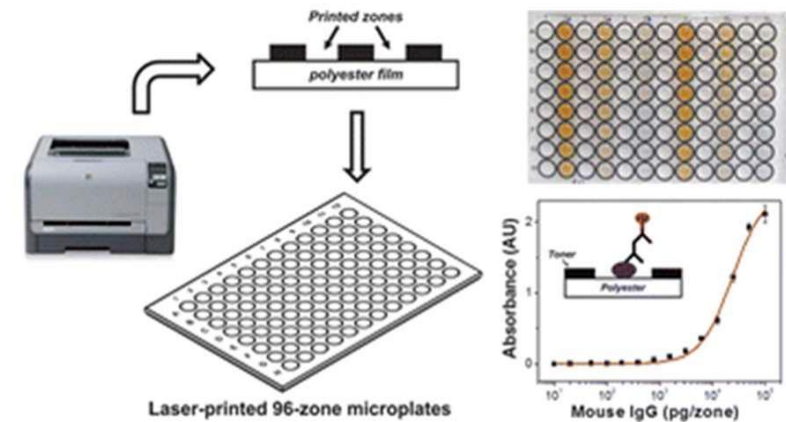 Printed zones
polyester film
Laser-printed 96-zone microplates
Toner
Polyester
Absorbance (AU)
2
1
0
10¹
10²
10³
10⁴
10⁵
Mouse IgG (pg/zone)